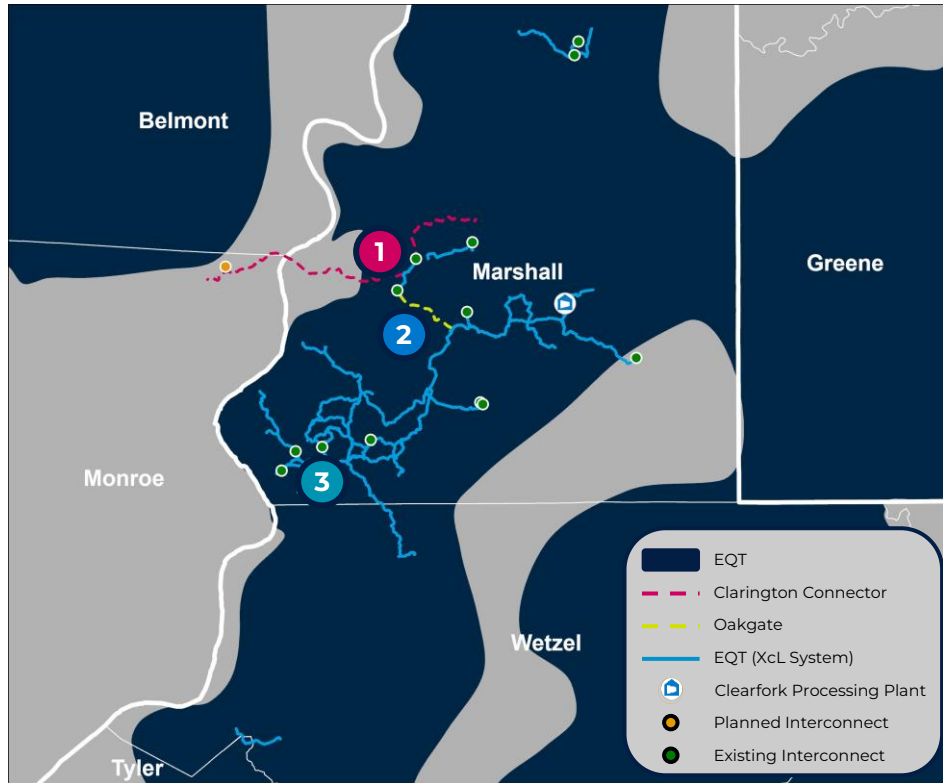 Belmont
1
Marshall
Greene
2
Monroe
3
Wetzel
Tyler
EQT
Clarington Connector
Oakgate
EQT (XcL System)
Clearfork Processing Plant
Planned Interconnect
Existing Interconnect